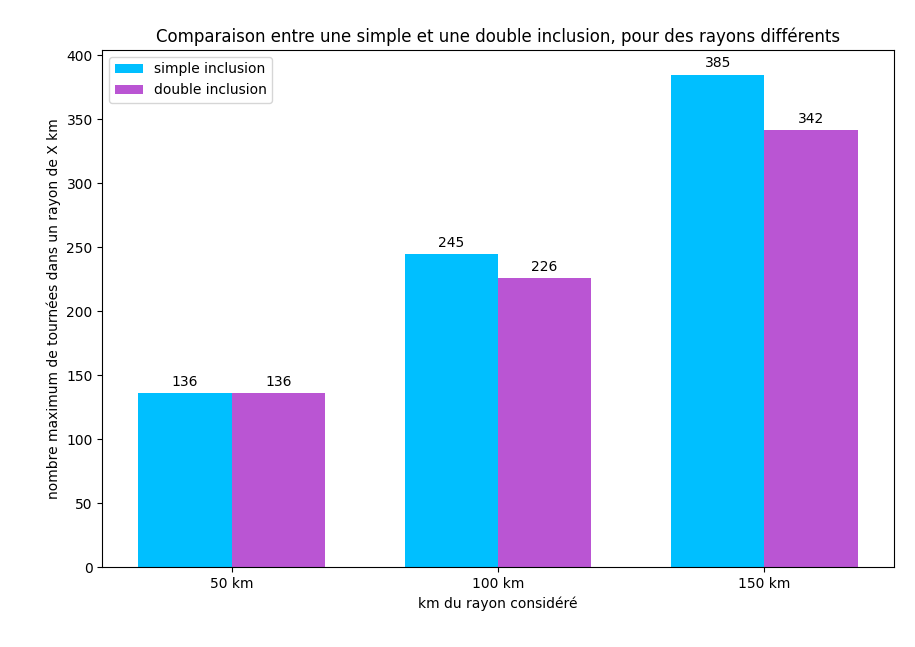 Comparaison entre une simple et une double inclusion, pour des rayons différents
simple inclusion
double inclusion
nombre maximum de tournées dans un rayon de X km
400
350
300
250
200
150
100
50
0
136
136
245
226
385
342
50 km
100 km
150 km
km du rayon considéré